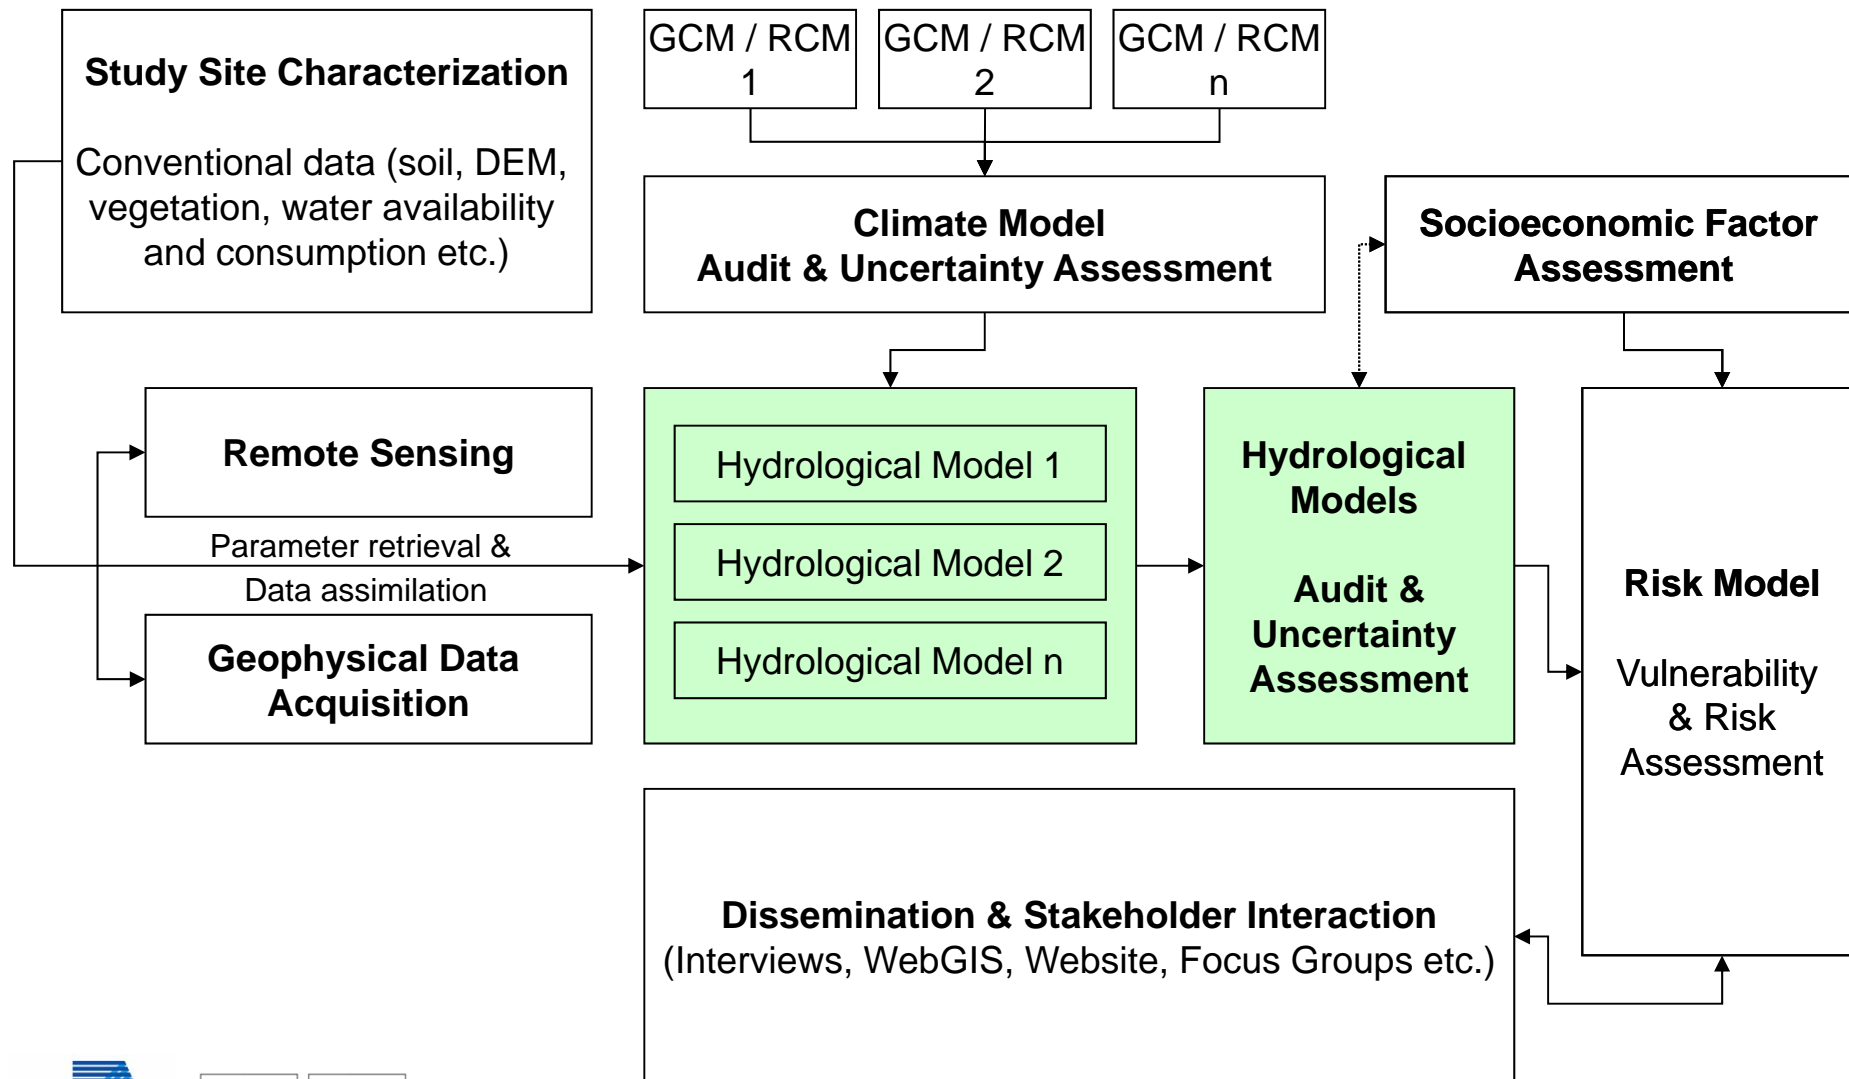 Study Site Characterization
Conventional data (soil, DEM,
vegetation, water availability
and consumption etc.)
GCM / RCM
1
GCM / RCM
2
GCM / RCM
n
Climate Model
Audit & Uncertainty Assessment
Socioeconomic Factor
Assessment
Remote Sensing
Parameter retrieval &
Data assimilation
Geophysical Data
Acquisition
Hydrological Model 1
Hydrological Model 2
Hydrological Model n
Hydrological
Models
Audit &
Uncertainty
Assessment
Risk Model
Vulnerability
& Risk
Assessment
Dissemination & Stakeholder Interaction
(Interviews, WebGIS, Website, Focus Groups etc.)